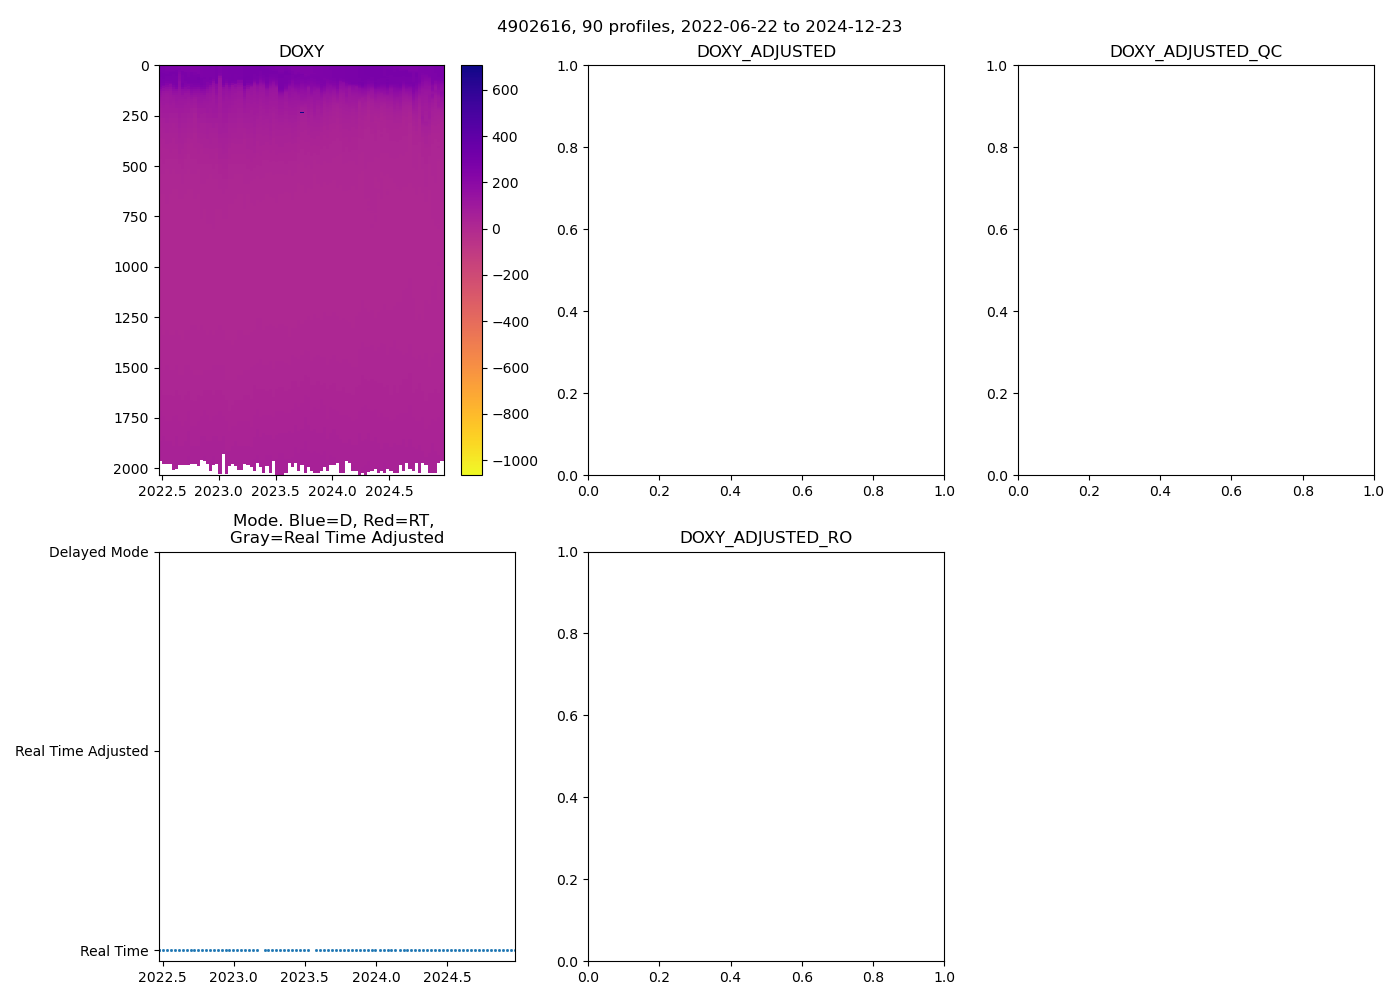 4902616, 90 profiles, 2022-06-22 to 2024-12-23
DOXY
0
250
500
750
1000
1250
1500
1750
2000
2022.5 2023.0 2023.5 2024.0 2024.5
600
400
200
0
−200
−400
−600
−800
−1000
DOXY_ADJUSTED
1.0
0.8
0.6
0.4
0.2
0.0
0.0 0.2 0.4 0.6 0.8 1.0
DOXY_ADJUSTED_QC
1.0
0.8
0.6
0.4
0.2
0.0
0.0 0.2 0.4 0.6 0.8 1.0
Mode. Blue=D, Red=RT,
Gray=Real Time Adjusted
Delayed Mode
Real Time Adjusted
Real Time
2022.5 2023.0 2023.5 2024.0 2024.5
DOXY_ADJUSTED_RO
1.0
0.8
0.6
0.4
0.2
0.0
0.0 0.2 0.4 0.6 0.8 1.0